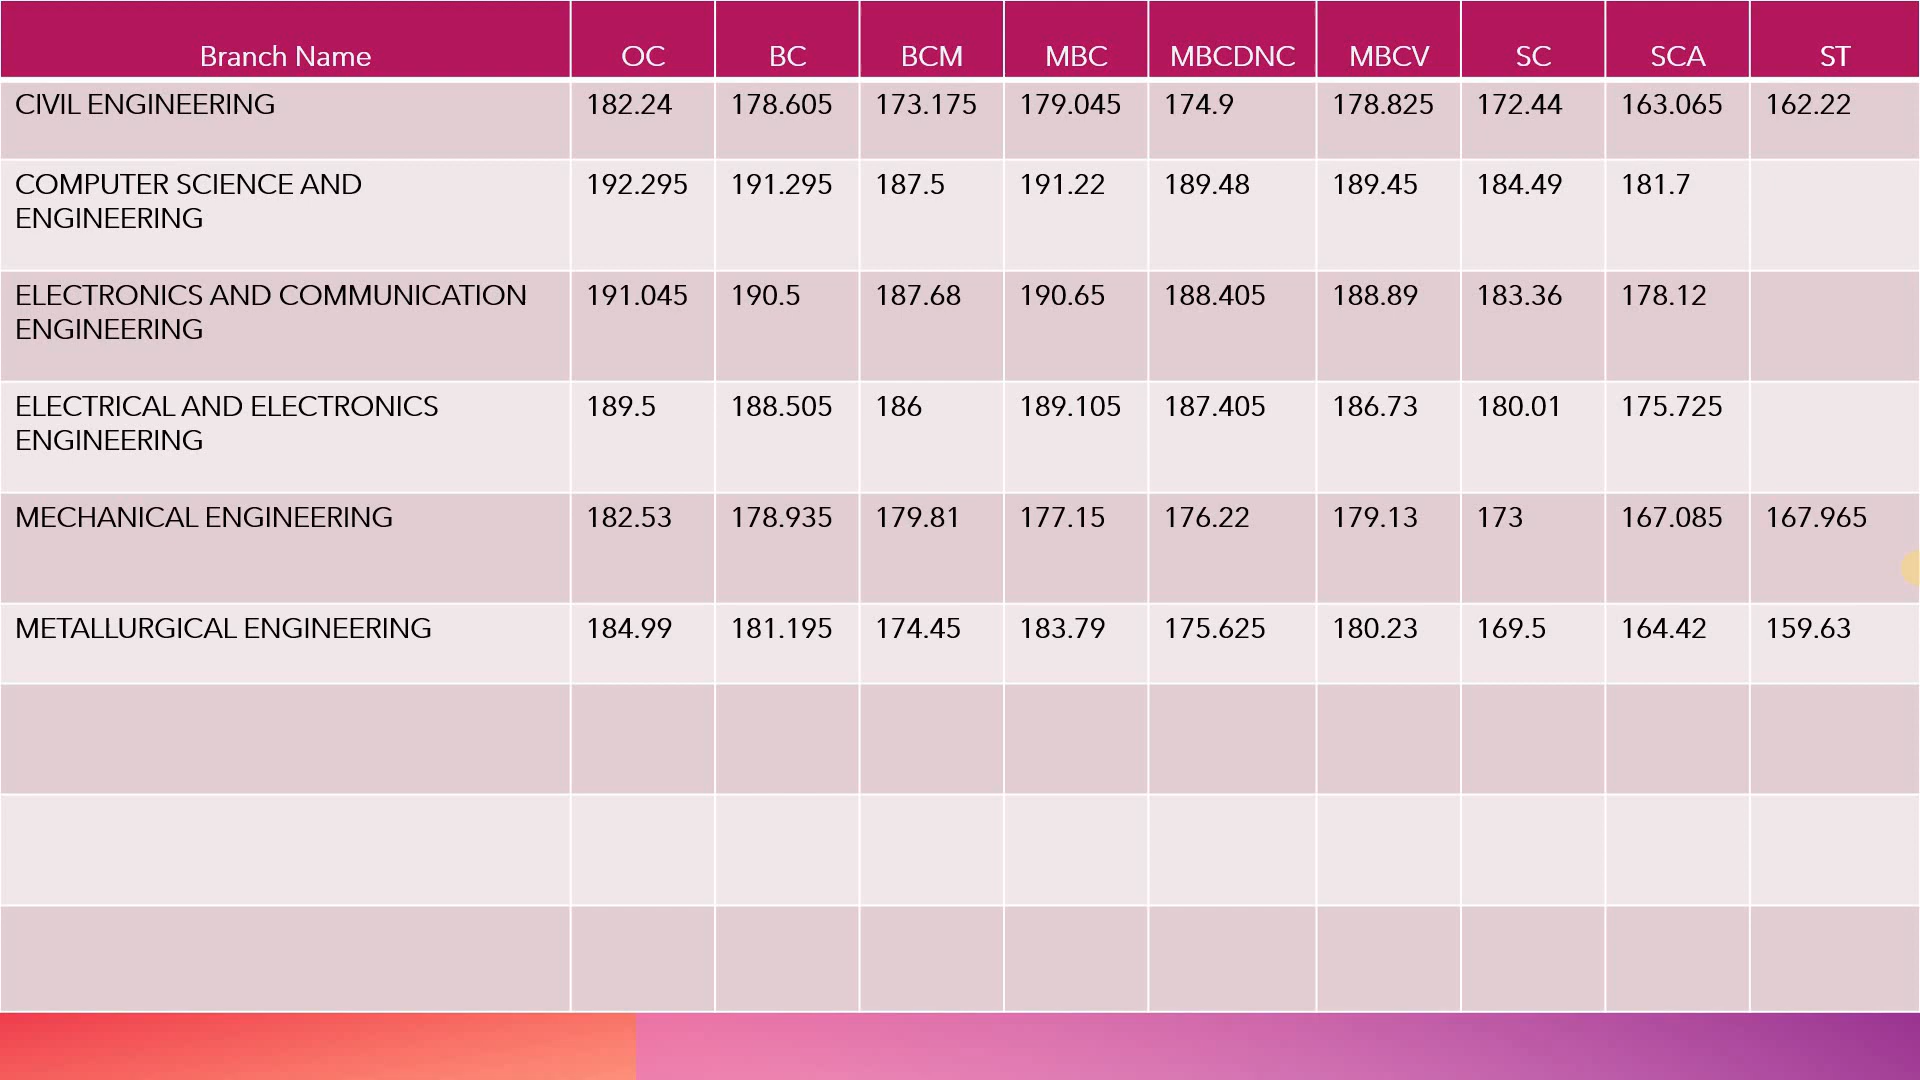 Branch Name OC BC BCM MBC MBCDNC MBCV SC SCA ST
CIVIL ENGINEERING 182.24 178.605 173.175 179.045 174.9 178.825 172.44 163.065 162.22
COMPUTER SCIENCE AND 192.295 191.295 187.5 191.22 189.48 189.45 184.49 181.7
ENGINEERING
ELECTRONICS AND COMMUNICATION 191.045 190.5 187.68 190.65 188.405 188.89 183.36 178.12
ENGINEERING
ELECTRICAL AND ELECTRONICS 189.5 188.505 186 189.105 187.405 186.73 180.01 175.725
ENGINEERING
MECHANICAL ENGINEERING 182.53 178.935 179.81 177.15 176.22 179.13 173 167.085 167.965
METALLURGICAL ENGINEERING 184.99 181.195 174.45 183.79 175.625 180.23 169.5 164.42 159.63